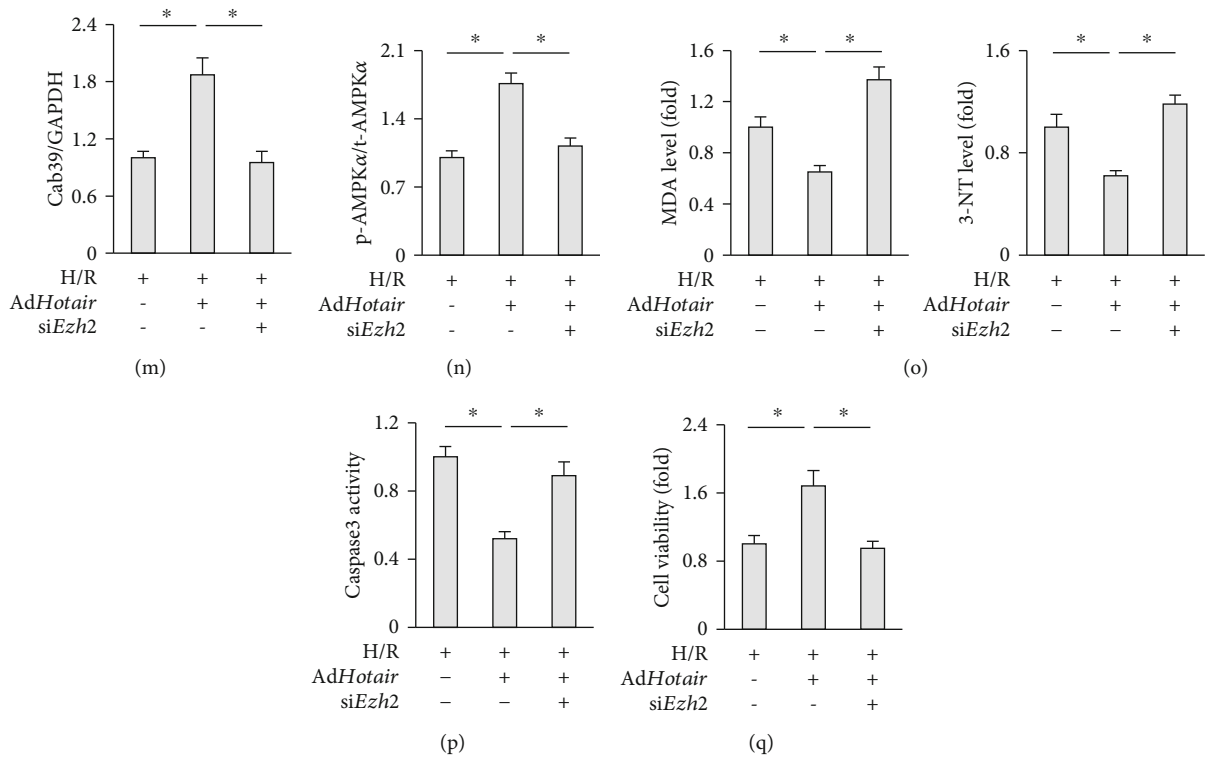 * *
2.4
1.8
1.2
0.6
0
Cab39/GAPDH
H/R + + +
AdHotair - + +
siEzh2 - - +
(m)
* *
2.1
1.4
0.7
0
p-AMPKα/t-AMPKα
H/R + + +
AdHotair - + +
siEzh2 - - +
(n)
* *
1.6
1.2
0.8
0.4
0
MDA level (fold)
H/R + + +
AdHotair – + +
siEzh2 – – +
* *
1.6
0.8
0
3-NT level (fold)
H/R + + +
AdHotair – + +
siEzh2 – – +
(o)
* *
1.2
0.8
0.4
0
Caspase3 activity
H/R + + +
AdHotair – + +
siEzh2 – – +
(p)
* *
2.4
1.6
0.8
0
Cell viability (fold)
H/R + + +
AdHotair - + +
siEzh2 - - +
(q)